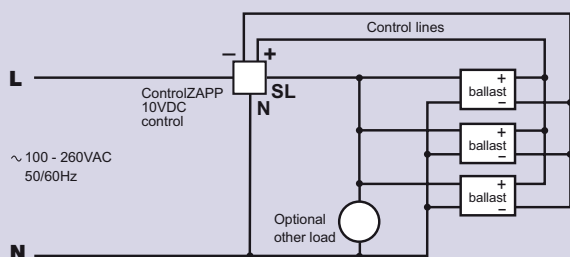 Control lines
− +
L
ControlZAPP
10VDC
control
SL
N
+
ballast
−
~ 100 - 260VAC
50/60Hz
+
ballast
−
+
ballast
−
Optional
other load
N